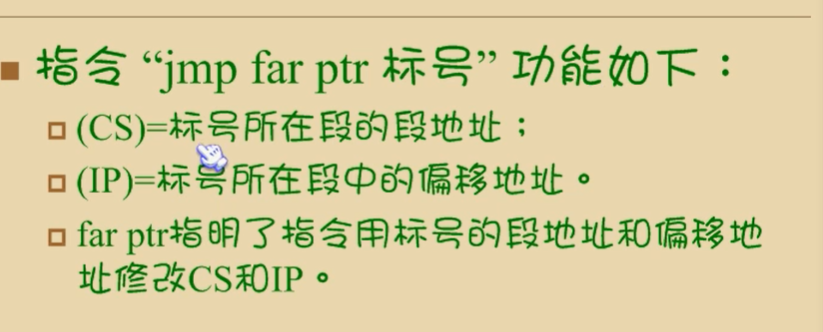 指令 “jmp far ptr 标号” 功能如下：
(CS)=标号所在段的段地址；
(IP)=标号所在段中的偏移地址。
far ptr指明了指令用标号的段地址和偏移地
址修改CS和IP。